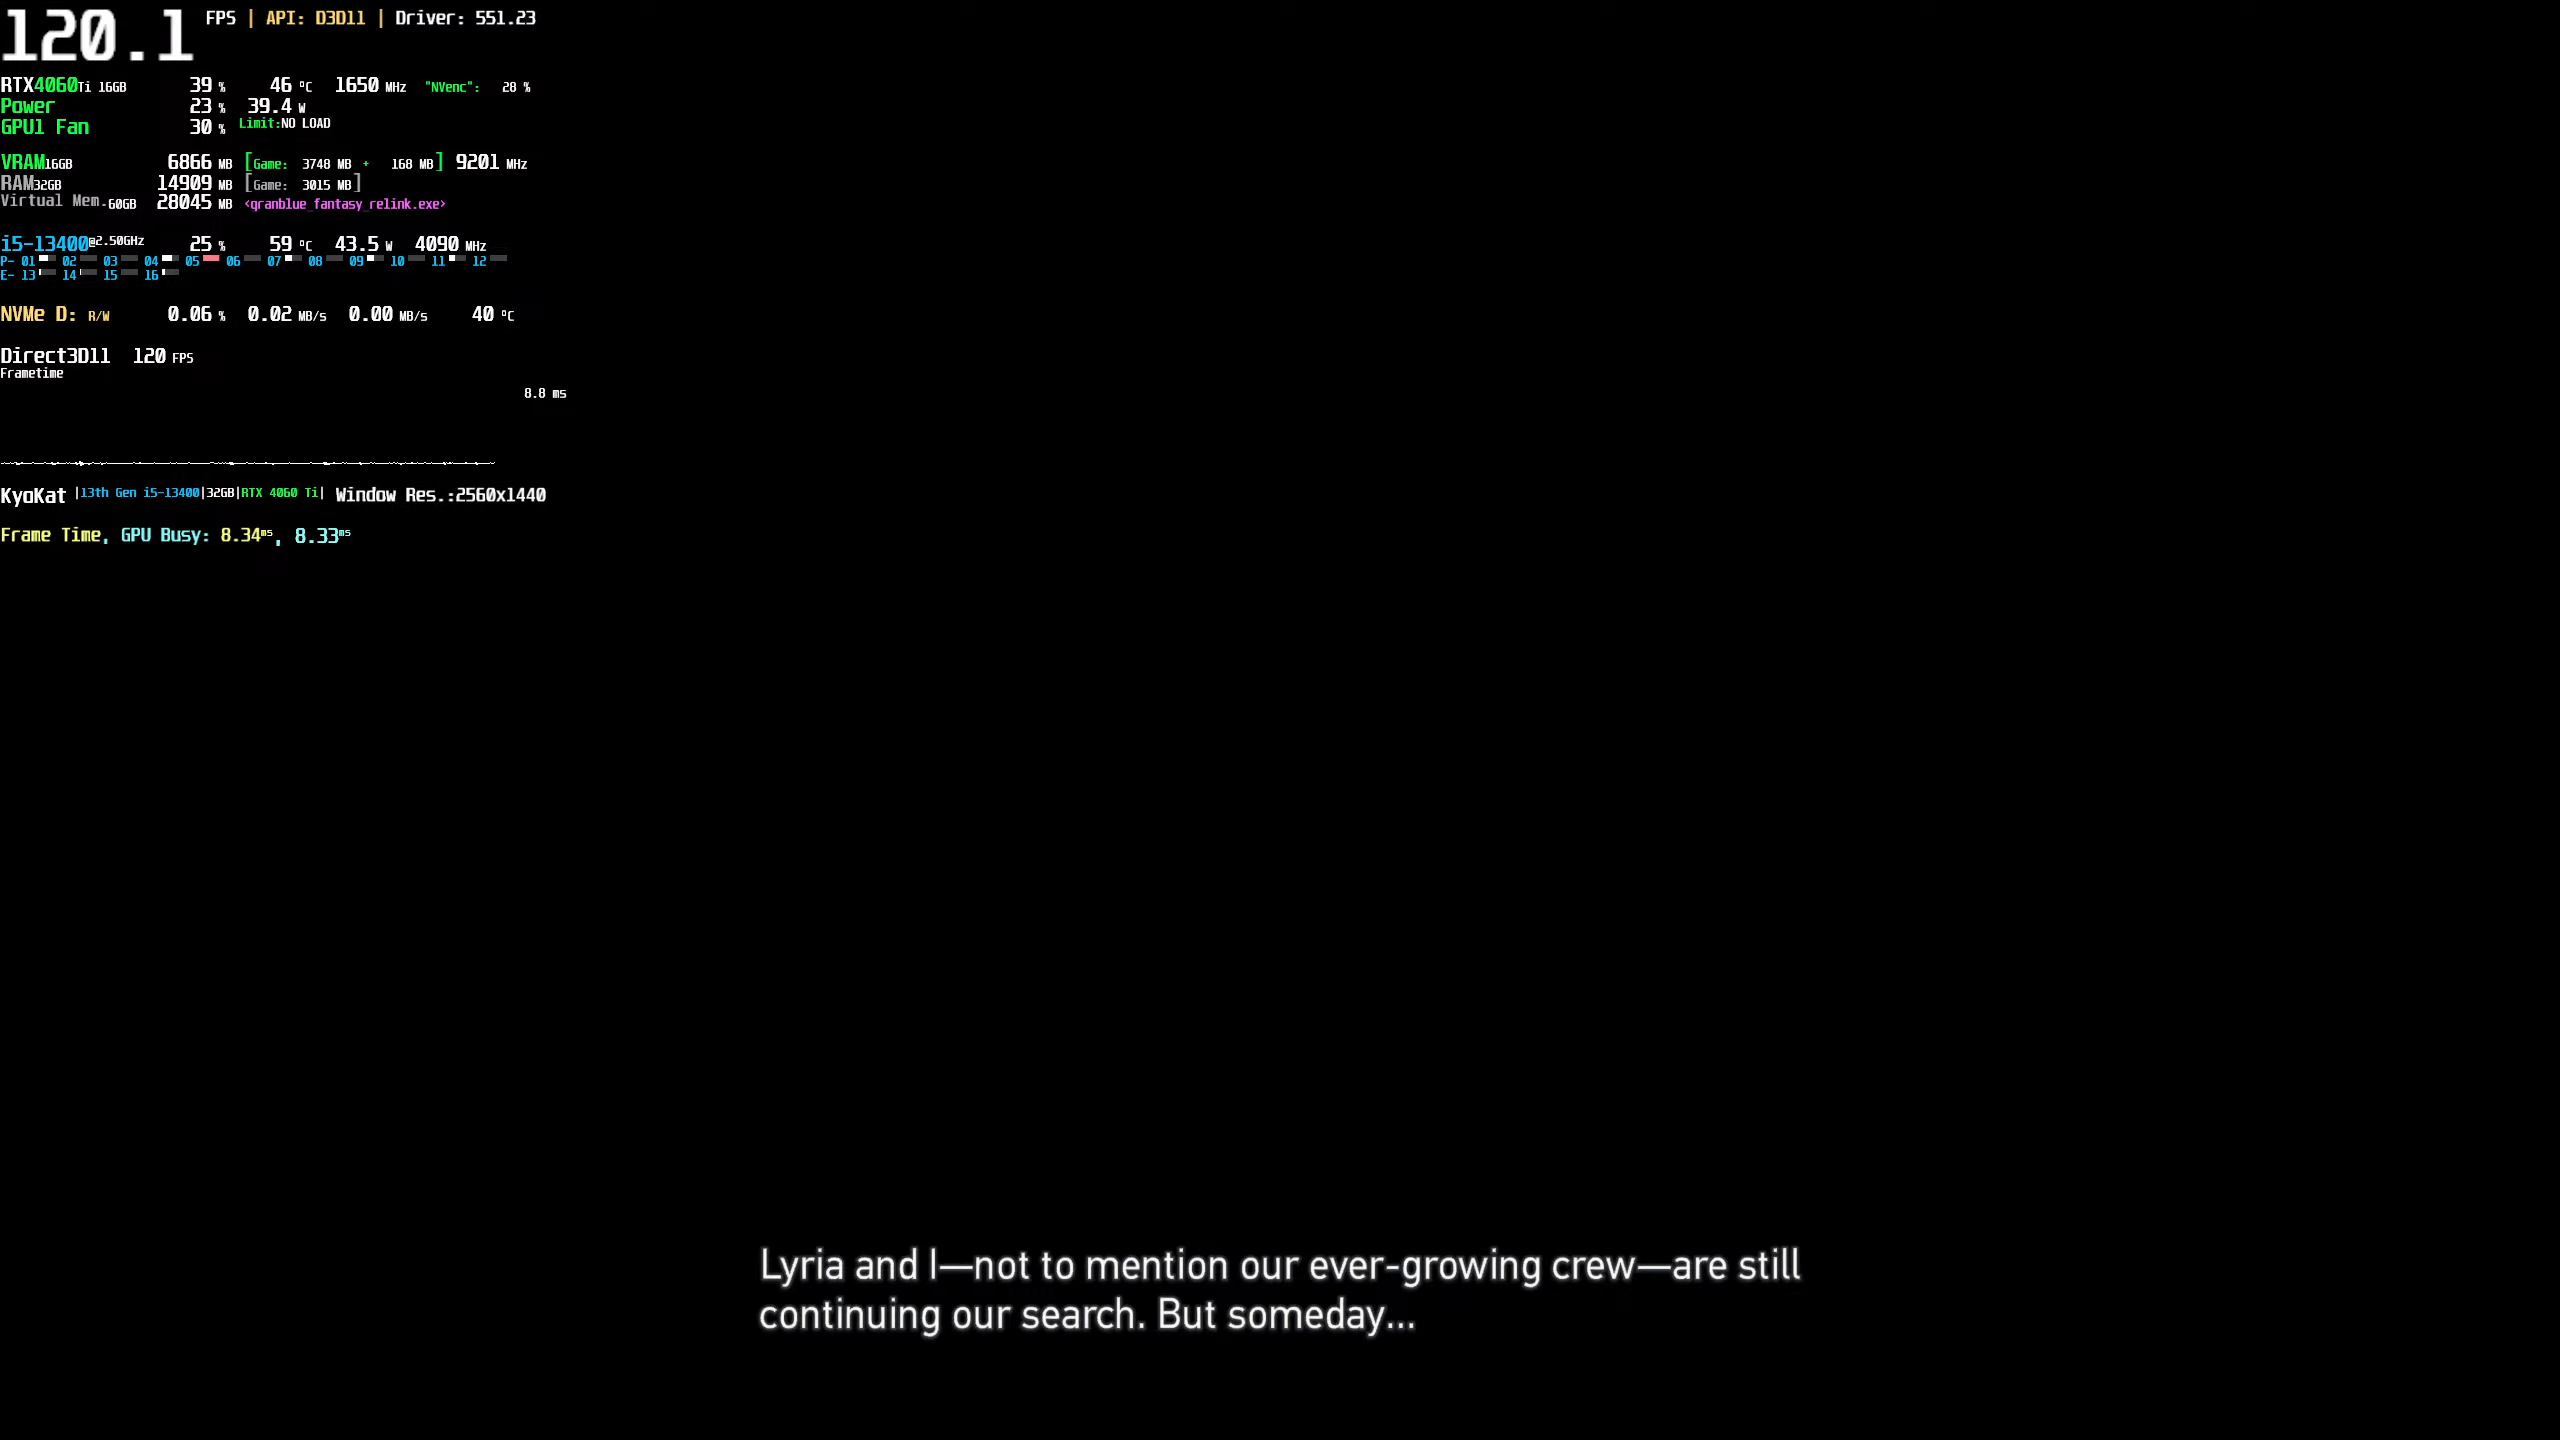 120.1 FPS | API: D3D11 | Driver: 551.23
RTX4060Ti 16GB 39 % 46 °C 1650 MHz "NVenc": 28 %
Power 23 % 39.4 W
GPU1 Fan 30 % Limit:NO LOAD
VRAM16GB 6866 MB [Game: 3748 MB + 168 MB] 9201 MHz
RAM32GB 14909 MB [Game: 3015 MB]
Virtual Mem.60GB 28045 MB <granblue_fantasy_relink.exe>
i5-13400@2.50GHz 25 % 59 °C 43.5 W 4090 MHz
P- 01 02 03 04 05 06 07 08 09 10 11 12
E- 13 14 15 16
NVMe D: R/W 0.06 % 0.02 MB/s 0.00 MB/s 40 °C
Direct3D11 120 FPS
Frametime
8.8 ms
KyoKat |13th Gen i5-13400|32GB|RTX 4060 Ti| Window Res.:2560x1440
Frame Time, GPU Busy: 8.34ms, 8.33ms
Lyria and I—not to mention our ever-growing crew—are still
continuing our search. But someday...